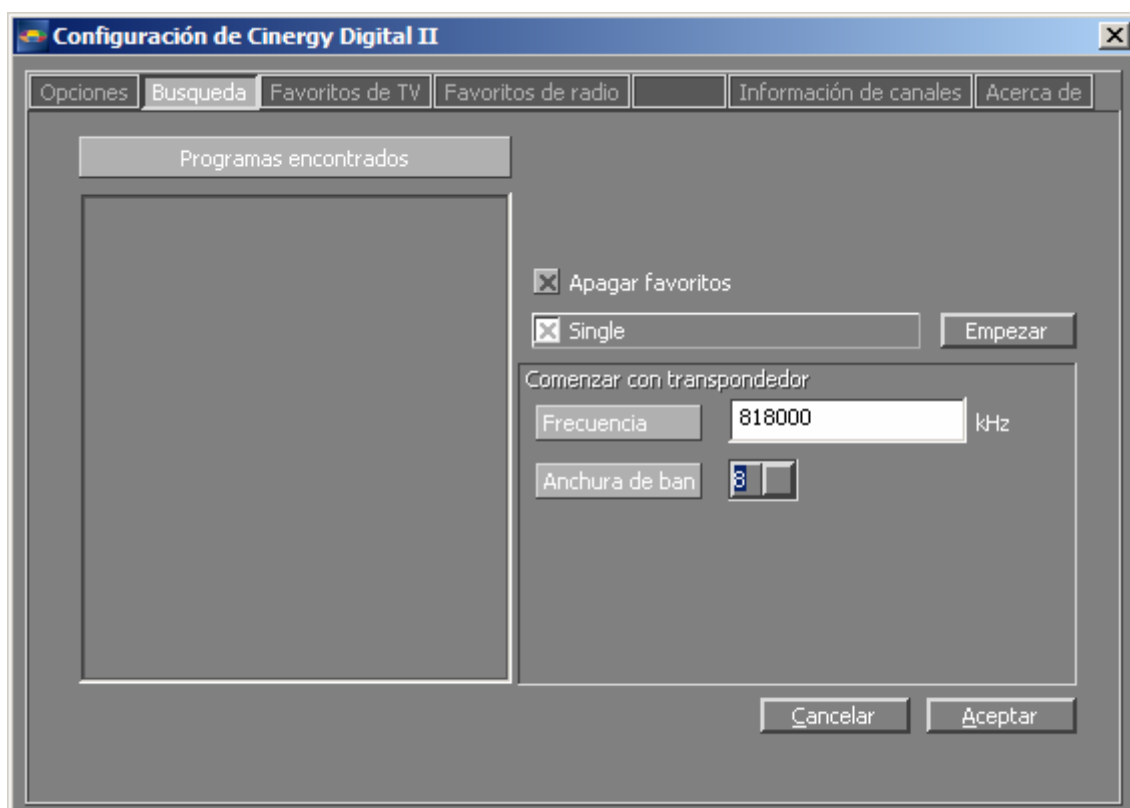 Configuración de Cinergy Digital II
Opciones Busqueda Favoritos de TV Favoritos de radio Información de canales Acerca de
Programas encontrados
Apagar favoritos
Single Empezar
Comenzar con transpondedor
Frecuencia 818000 kHz
Anchura de ban 8
Cancelar Aceptar